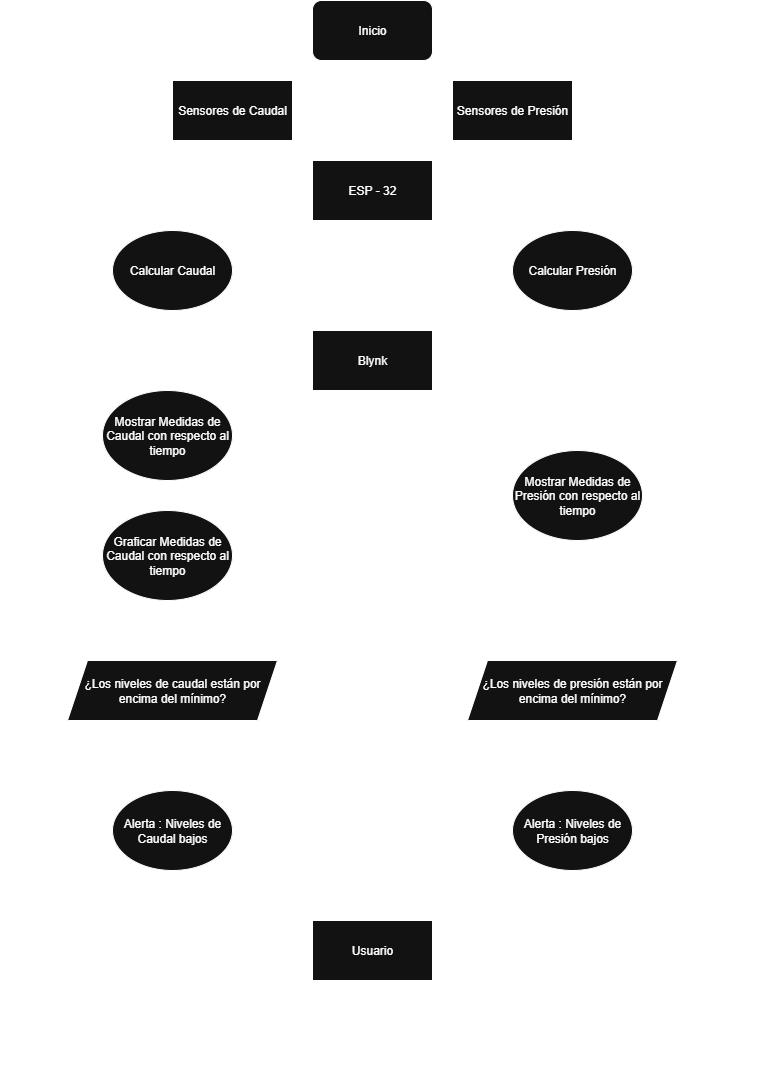 Inicio
Sensores de Caudal
Sensores de Presión
ESP - 32
Calcular Caudal
Calcular Presión
Blynk
Mostrar Medidas de
Caudal con respecto al
tiempo
Mostrar Medidas de
Presión con respecto al
tiempo
Graficar Medidas de
Caudal con respecto al
tiempo
¿Los niveles de caudal están por
encima del mínimo?
¿Los niveles de presión están por
encima del mínimo?
Alerta : Niveles de
Caudal bajos
Alerta : Niveles de
Presión bajos
Usuario